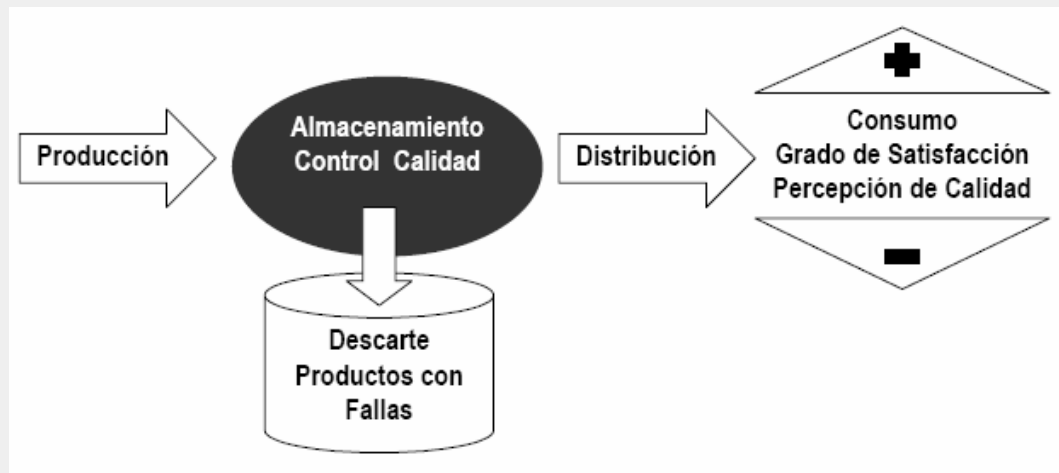 Producción
Almacenamiento
Control Calidad
Distribución
Consumo
Grado de Satisfacción
Percepción de Calidad
Descarte
Productos con
Fallas